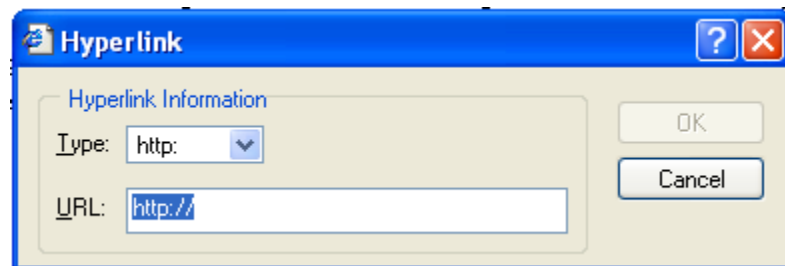 Hyperlink
Hyperlink Information
Type: http:
OK
Cancel
URL: http://